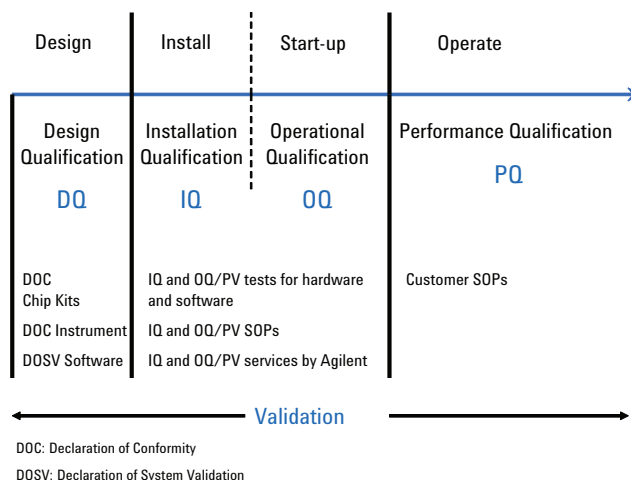 Design
Install
Start-up
Operate
Design
Qualification
DQ
Installation
Qualification
IQ
Operational
Qualification
OQ
Performance Qualification
PQ
DOC
Chip Kits
DOC Instrument
DOSV Software
IQ and OQ/PV tests for hardware
and software
IQ and OQ/PV SOPs
IQ and OQ/PV services by Agilent
Customer SOPs
Validation
DOC: Declaration of Conformity
DOSV: Declaration of System Validation